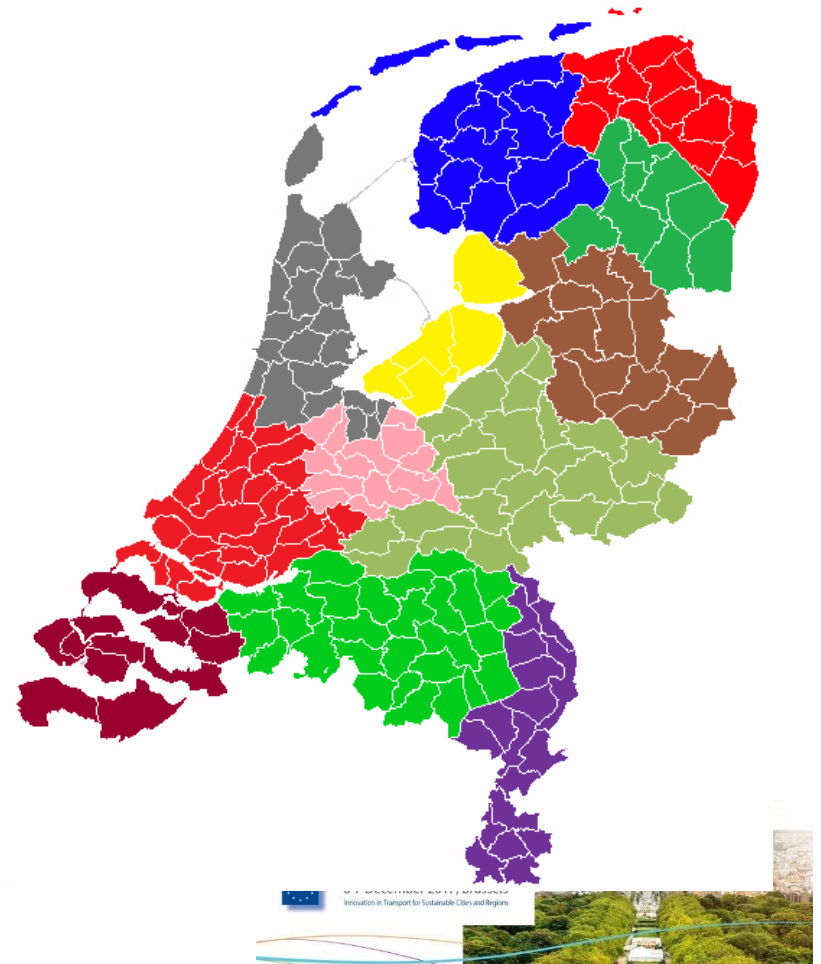 December 2017, Brussels
Innovation in Transport for Sustainable Cities and Regions